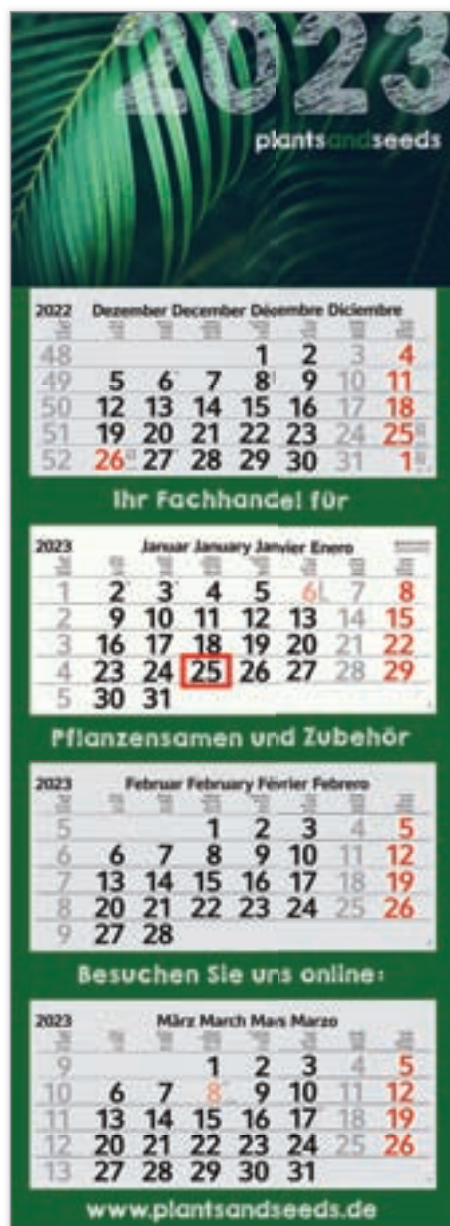 2023
plantsandseeds
2022 Dezember December Décembre Diciembre
48 1 2 3 4
49 5 6 7 8 9 10 11
50 12 13 14 15 16 17 18
51 19 20 21 22 23 24 25
52 26 27 28 29 30 31 1
Ihr Fachhandel für
2023 Januar January Janvier Enero
1 2 3 4 5 6 7 8
2 9 10 11 12 13 14 15
3 16 17 18 19 20 21 22
4 23 24 25 26 27 28 29
5 30 31
Pflanzensamen und Zubehör
2023 Februar February Février Febrero
5 1 2 3 4 5
6 6 7 8 9 10 11 12
7 13 14 15 16 17 18 19
8 20 21 22 23 24 25 26
9 27 28
Besuchen Sie uns online:
2023 März March Mars Marzo
9 1 2 3 4 5
10 6 7 8 9 10 11 12
11 13 14 15 16 17 18 19
12 20 21 22 23 24 25 26
13 27 28 29 30 31
www.plantsandseeds.de